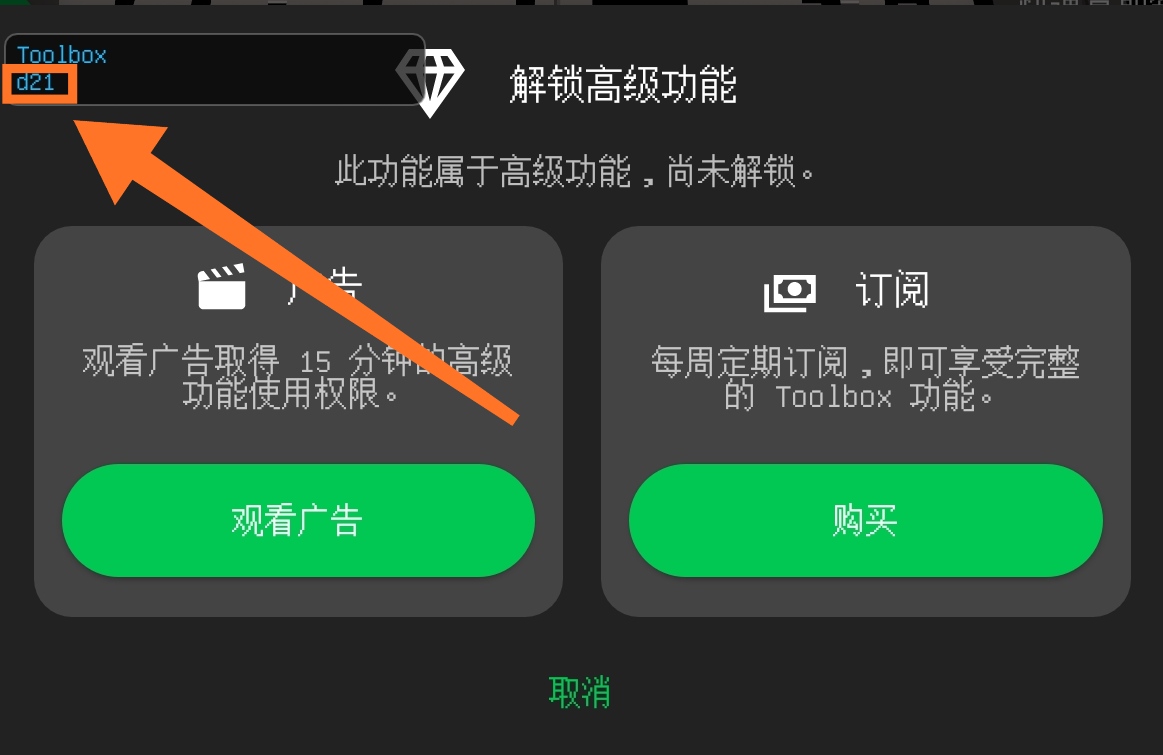 Toolbox
d21
解锁高级功能
此功能属于高级功能，尚未解锁。
广告
观看广告取得 15 分钟的高级
功能使用权限。
观看广告
订阅
每周定期订阅，即可享受完整
的 Toolbox 功能。
购买
取消